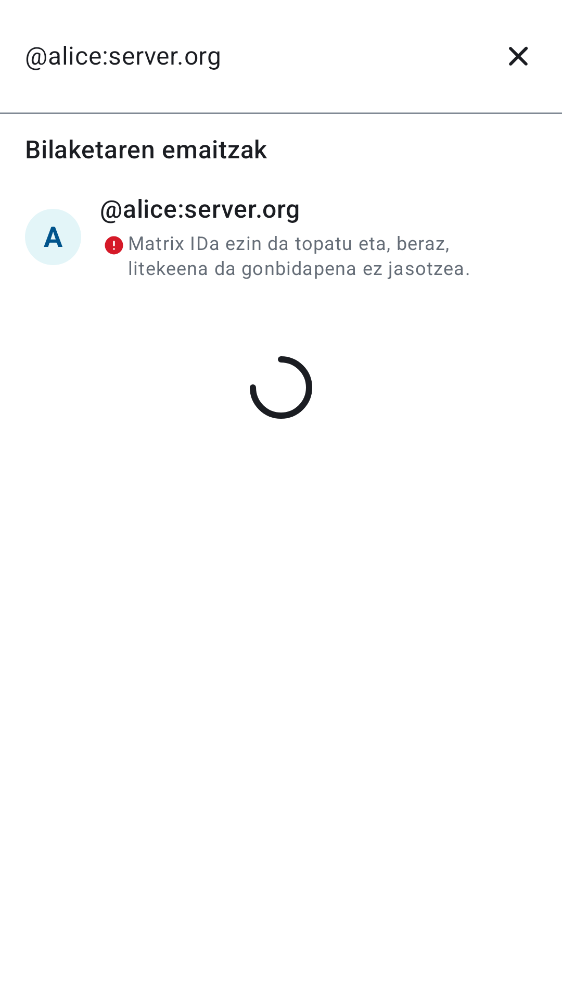 @alice:server.org
Bilaketaren emaitzak
A
@alice:server.org
Matrix IDa ezin da topatu eta, beraz,
litekeena da gonbidapena ez jasotzea.